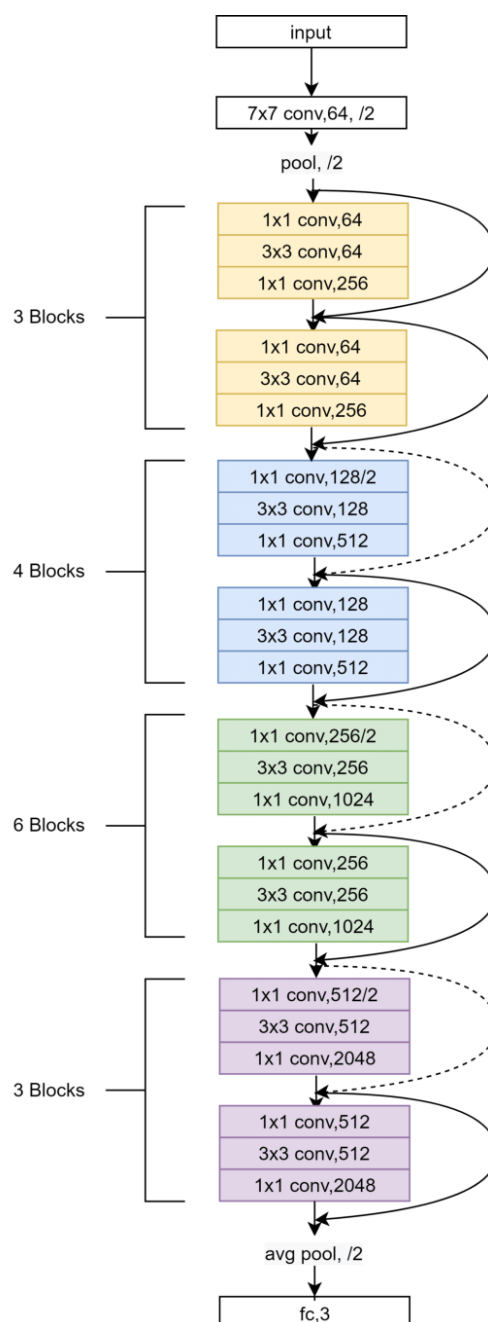 input
7x7 conv,64, /2
pool, /2
1x1 conv,64
3x3 conv,64
1x1 conv,256
3 Blocks
1x1 conv,64
3x3 conv,64
1x1 conv,256
1x1 conv,128/2
3x3 conv,128
1x1 conv,512
4 Blocks
1x1 conv,128
3x3 conv,128
1x1 conv,512
1x1 conv,256/2
3x3 conv,256
1x1 conv,1024
6 Blocks
1x1 conv,256
3x3 conv,256
1x1 conv,1024
1x1 conv,512/2
3x3 conv,512
1x1 conv,2048
3 Blocks
1x1 conv,512
3x3 conv,512
1x1 conv,2048
avg pool, /2
fc,3